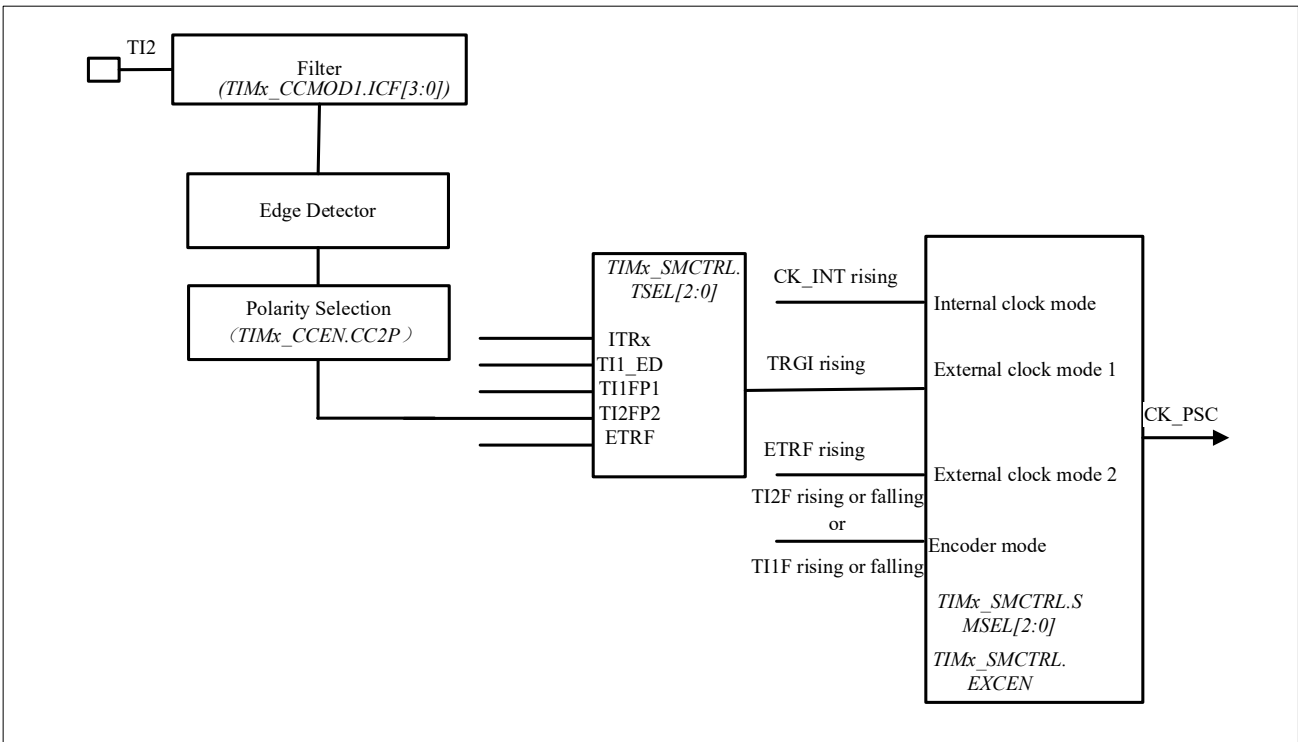 TI2
Filter
(TIMx_CCMOD1.ICF[3:0])
Edge Detector
Polarity Selection
（TIMx_CCEN.CC2P）
TIMx_SMCTRL.
TSEL[2:0]
ITRx
TI1_ED
TI1FP1
TI2FP2
ETRF
CK_INT rising
TRGI rising
ETRF rising
TI2F rising or falling
or
TI1F rising or falling
Internal clock mode
External clock mode 1
External clock mode 2
Encoder mode
TIMx_SMCTRL.S
MSEL[2:0]
TIMx_SMCTRL.
EXCEN
CK_PSC